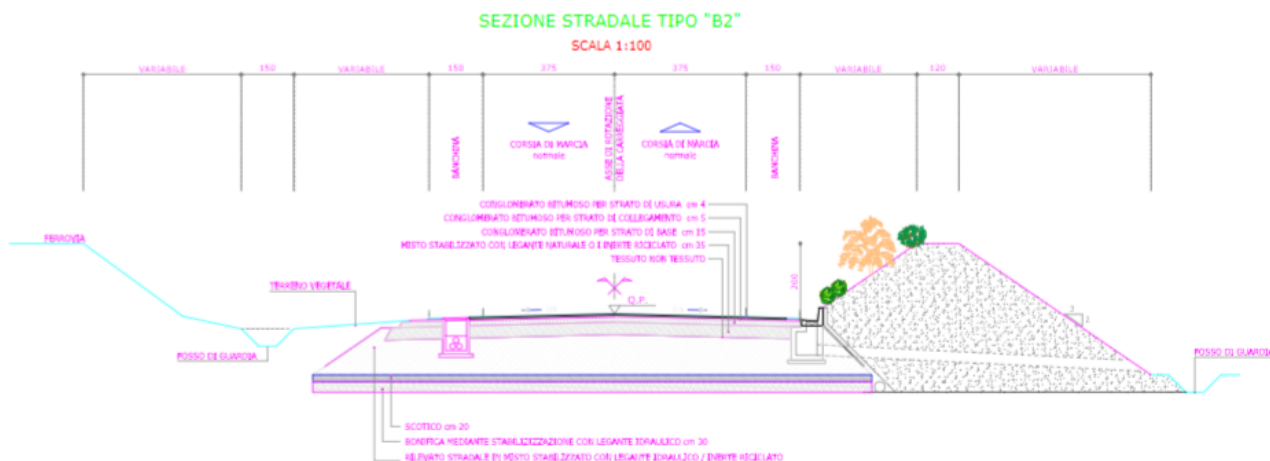 SEZIONE STRADALE TIPO "B2"
SCALA 1:100
VARIABILE 150 VARIABILE 150 375 375 150 VARIABILE 120 VARIABILE
BANCHINA
CORSIA DI MARCIA
normale
ASSE DI ROTAZIONE
DELLA CARREGGIATA
CORSIA DI MARCIA
normale
BANCHINA
CONGLOMERATO BITUMOSO PER STRATO DI USURA cm 4
CONGLOMERATO BITUMOSO PER STRATO DI COLLEGAMENTO cm 5
CONGLOMERATO BITUMOSO PER STRATO DI BASE cm 15
MISTO STABILIZZATO CON LEGANTE NATURALE O I INERTE RICICLATO cm 35
TESSUTO NON TESSUTO
FERROVIA
200
TERRENO VEGETALE
Q.P.
3
2
FOSSO DI GUARDIA
FOSSO DI GUARDIA
SCOTICO cm 20
BONIFICA MEDIANTE STABILIZZAZIONE CON LEGANTE IDRAULICO cm 30
RILEVATO STRADALE IN MISTO STABILIZZATO CON LEGANTE IDRAULICO / INERTE RICICLATO